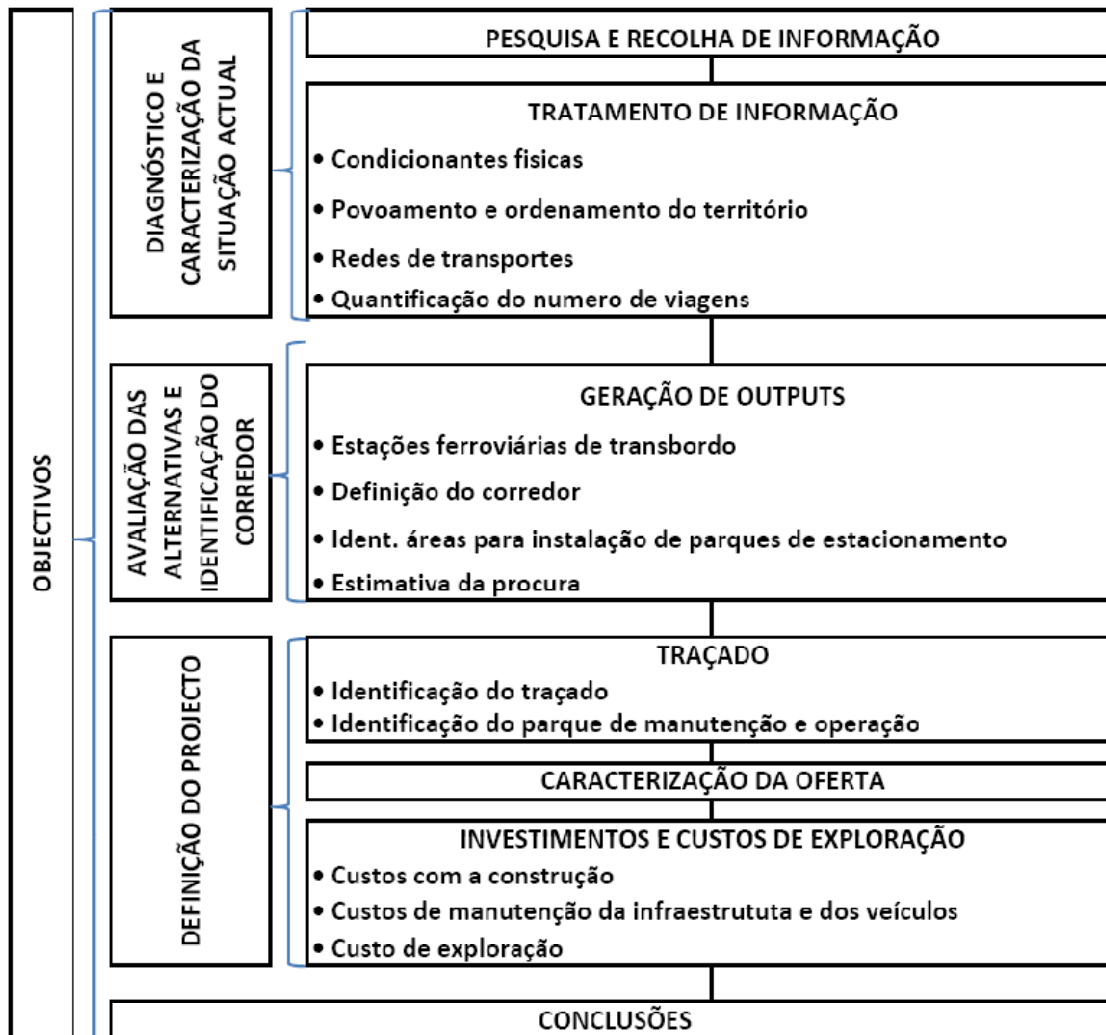 OBJECTIVOS
DIAGNÓSTICO E
CARACTERIZAÇÃO DA
SITUAÇÃO ACTUAL
PESQUISA E RECOLHA DE INFORMAÇÃO
TRATAMENTO DE INFORMAÇÃO
• Condicionantes fisicas
• Povoamento e ordenamento do território
• Redes de transportes
• Quantificação do numero de viagens
AVALIAÇÃO DAS
ALTERNATIVAS E
IDENTIFICAÇÃO DO
CORREDOR
GERAÇÃO DE OUTPUTS
• Estações ferroviárias de transbordo
• Definição do corredor
• Ident. áreas para instalação de parques de estacionamento
• Estimativa da procura
DEFINIÇÃO DO PROJECTO
TRAÇADO
• Identificação do traçado
• Identificação do parque de manutenção e operação
CARACTERIZAÇÃO DA OFERTA
INVESTIMENTOS E CUSTOS DE EXPLORAÇÃO
• Custos com a construção
• Custos de manutenção da infraestrututa e dos veículos
• Custo de exploração
CONCLUSÕES